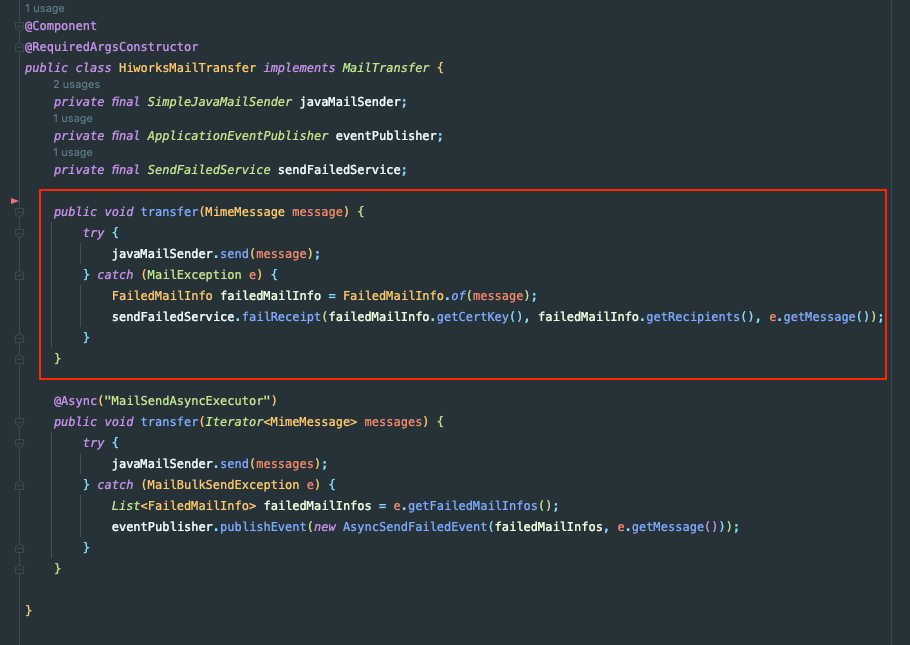 1 usage
@Component
@RequiredArgsConstructor
public class HiworksMailTransfer implements MailTransfer {
2 usages
private final SimpleJavaMailSender javaMailSender;
1 usage
private final ApplicationEventPublisher eventPublisher;
1 usage
private final SendFailedService sendFailedService;
public void transfer(MimeMessage message) {
try {
javaMailSender.send(message);
} catch (MailException e) {
FailedMailInfo failedMailInfo = FailedMailInfo.of(message);
sendFailedService.failReceipt(failedMailInfo.getCertKey(), failedMailInfo.getRecipients(), e.getMessage());
}
}
@Async("MailSendAsyncExecutor")
public void transfer(Iterator<MimeMessage> messages) {
try {
javaMailSender.send(messages);
} catch (MailBulkSendException e) {
List<FailedMailInfo> failedMailInfos = e.getFailedMailInfos();
eventPublisher.publishEvent(new AsyncSendFailedEvent(failedMailInfos, e.getMessage()));
}
}
}